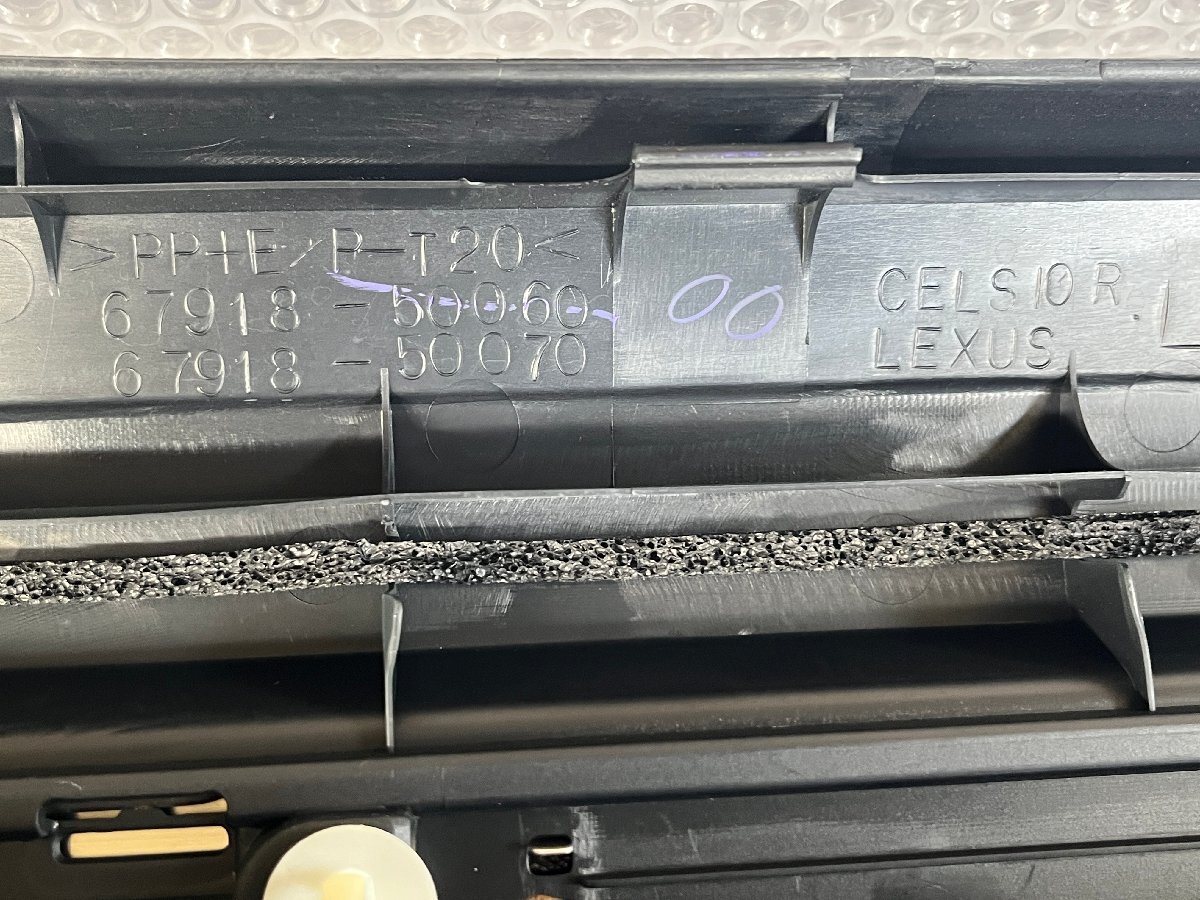 >PP+E/P-T20<
67918-50060
67918-50070
00
CELSIOR
LEXUS